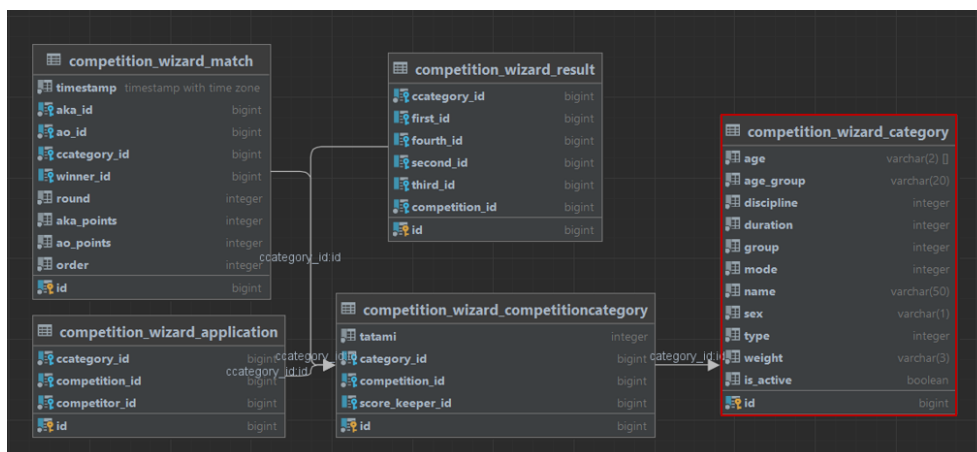 competition_wizard_match
timestamp timestamp with time zone
aka_id bigint
ao_id bigint
ccategory_id bigint
winner_id bigint
round integer
aka_points integer
ao_points integer
order integer
id bigint
competition_wizard_result
ccategory_id bigint
first_id bigint
fourth_id bigint
second_id bigint
third_id bigint
competition_id bigint
id bigint
competition_wizard_category
age varchar(2) []
age_group varchar(20)
discipline integer
duration integer
group integer
mode integer
name varchar(50)
sex varchar(1)
type integer
weight varchar(3)
is_active boolean
id bigint
ccategory_id:id
competition_wizard_application
ccategory_id bigint
competition_id bigint
competitor_id bigint
id bigint
ccategory_id:id
ccategory_id:id
competition_wizard_competitioncategory
tatami integer
category_id bigint
competition_id bigint
score_keeper_id bigint
id bigint
category_id:id